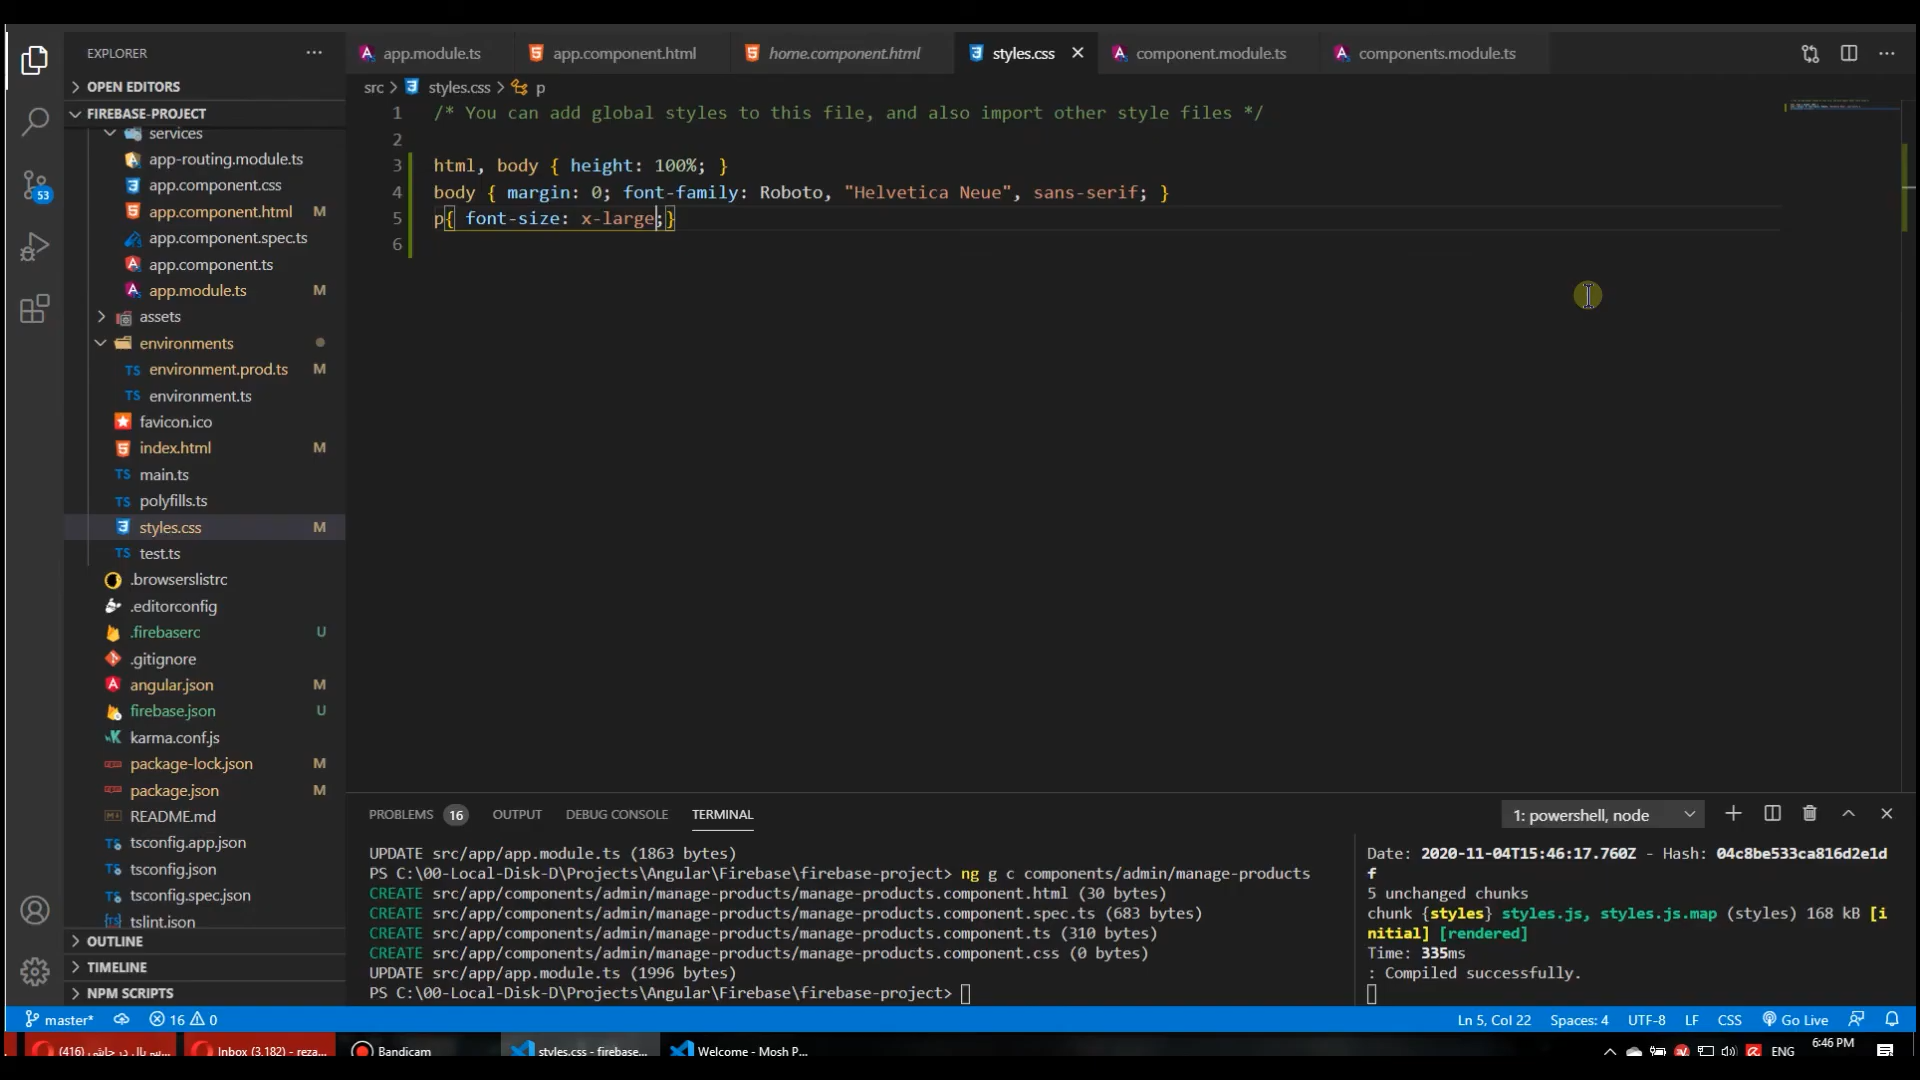 EXPLORER
OPEN EDITORS
FIREBASE-PROJECT
services
app-routing.module.ts
app.component.css
app.component.html M
app.component.spec.ts
app.component.ts
app.module.ts M
assets
environments
environment.prod.ts M
environment.ts
favicon.ico
index.html M
main.ts
polyfills.ts
styles.css M
test.ts
.browserslistrc
.editorconfig
.firebaserc U
.gitignore
angular.json M
firebase.json U
karma.conf.js
package-lock.json M
package.json M
README.md
tsconfig.app.json
tsconfig.json
tsconfig.spec.json
tslint.json
OUTLINE
TIMELINE
NPM SCRIPTS
53
app.module.ts app.component.html home.component.html styles.css component.module.ts components.module.ts
src > styles.css > p
1 /* You can add global styles to this file, and also import other style files */
2
3 html, body { height: 100%; }
4 body { margin: 0; font-family: Roboto, "Helvetica Neue", sans-serif; }
5 p{ font-size: x-large;}
6
PROBLEMS 16 OUTPUT DEBUG CONSOLE TERMINAL 1: powershell, node
UPDATE src/app/app.module.ts (1863 bytes)
PS C:\00-Local-Disk-D\Projects\Angular\Firebase\firebase-project> ng g c components/admin/manage-products
CREATE src/app/components/admin/manage-products/manage-products.component.html (30 bytes)
CREATE src/app/components/admin/manage-products/manage-products.component.spec.ts (683 bytes)
CREATE src/app/components/admin/manage-products/manage-products.component.ts (310 bytes)
CREATE src/app/components/admin/manage-products/manage-products.component.css (0 bytes)
UPDATE src/app/app.module.ts (1996 bytes)
PS C:\00-Local-Disk-D\Projects\Angular\Firebase\firebase-project>
Date: 2020-11-04T15:46:17.760Z - Hash: 04c8be533ca816d2e1d
f
5 unchanged chunks
chunk {styles} styles.js, styles.js.map (styles) 168 kB [i
nitial] [rendered]
Time: 335ms
: Compiled successfully.
master* 16 0 Ln 5, Col 22 Spaces: 4 UTF-8 LF CSS Go Live
(416) Inbox (3,182) - reza... Bandicam styles.css - firebase... Welcome - Mosh P... ENG 6:46 PM